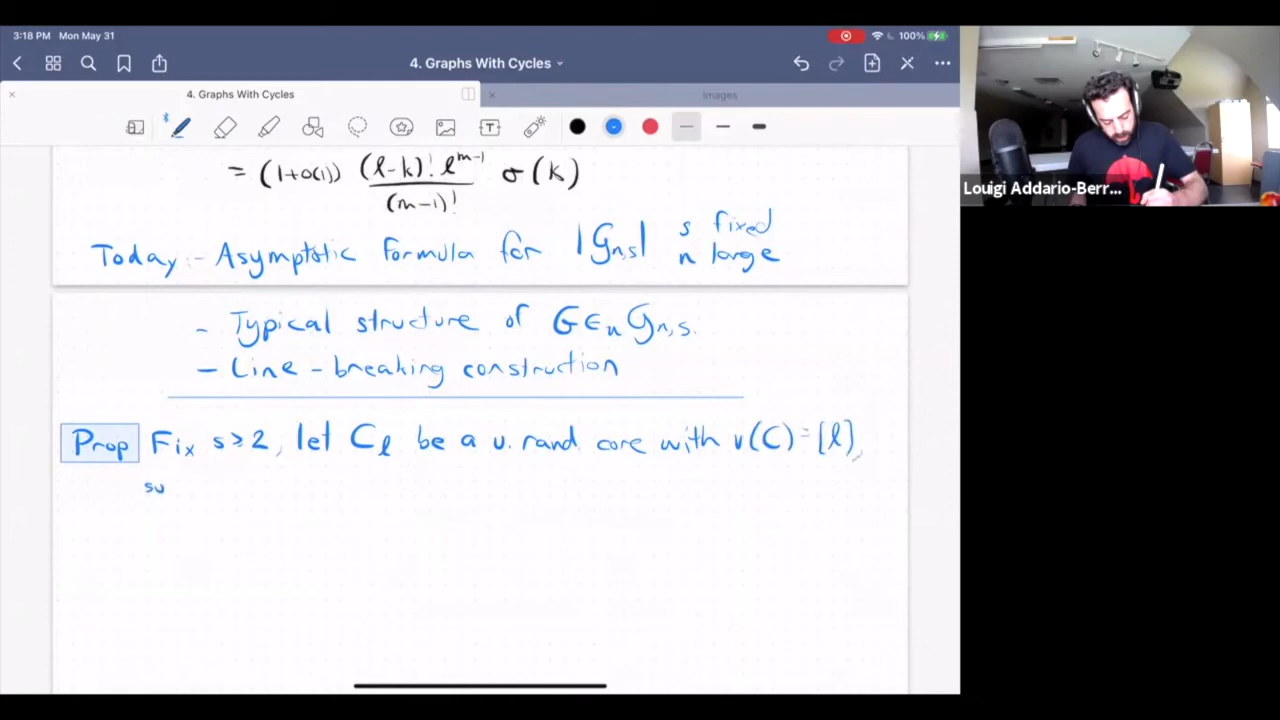 3:18 PM Mon May 31
100%
4. Graphs With Cycles
4. Graphs With Cycles
Images
= (1+o(1)) (l-k)! l^{m-1} / (m-1)! σ(k)
Louigi Addario-Berr...
Today - Asymptotic Formula for |G_{n,s}| s fixed
n large
- Typical structure of G ∈_u G_{n,s}.
- Line-breaking construction
Prop Fix s≥2, let C_l be a u. rand. core with v(C) = [l],
su